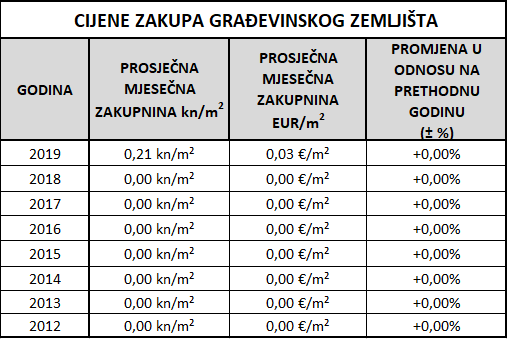 CIJENE ZAKUPA GRAĐEVINSKOG ZEMLJIŠTA
GODINA
PROSJEČNA
MJESEČNA
ZAKUPNINA kn/m²
PROSJEČNA
MJESEČNA
ZAKUPNINA
EUR/m²
PROMJENA U
ODNOSU NA
PRETHODNU
GODINU
(± %)
2019 0,21 kn/m² 0,03 €/m² +0,00%
2018 0,00 kn/m² 0,00 €/m² +0,00%
2017 0,00 kn/m² 0,00 €/m² +0,00%
2016 0,00 kn/m² 0,00 €/m² +0,00%
2015 0,00 kn/m² 0,00 €/m² +0,00%
2014 0,00 kn/m² 0,00 €/m² +0,00%
2013 0,00 kn/m² 0,00 €/m² +0,00%
2012 0,00 kn/m² 0,00 €/m² +0,00%